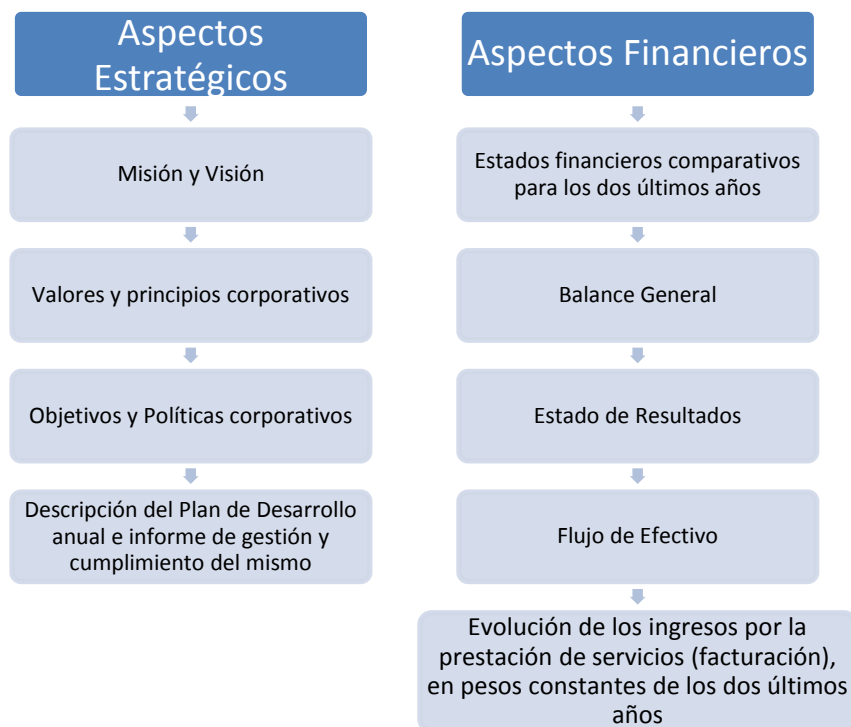 Aspectos
Estratégicos
Misión y Visión
Valores y principios corporativos
Objetivos y Políticas corporativos
Descripción del Plan de Desarrollo
anual e informe de gestión y
cumplimiento del mismo
Aspectos Financieros
Estados financieros comparativos
para los dos últimos años
Balance General
Estado de Resultados
Flujo de Efectivo
Evolución de los ingresos por la
prestación de servicios (facturación),
en pesos constantes de los dos últimos
años